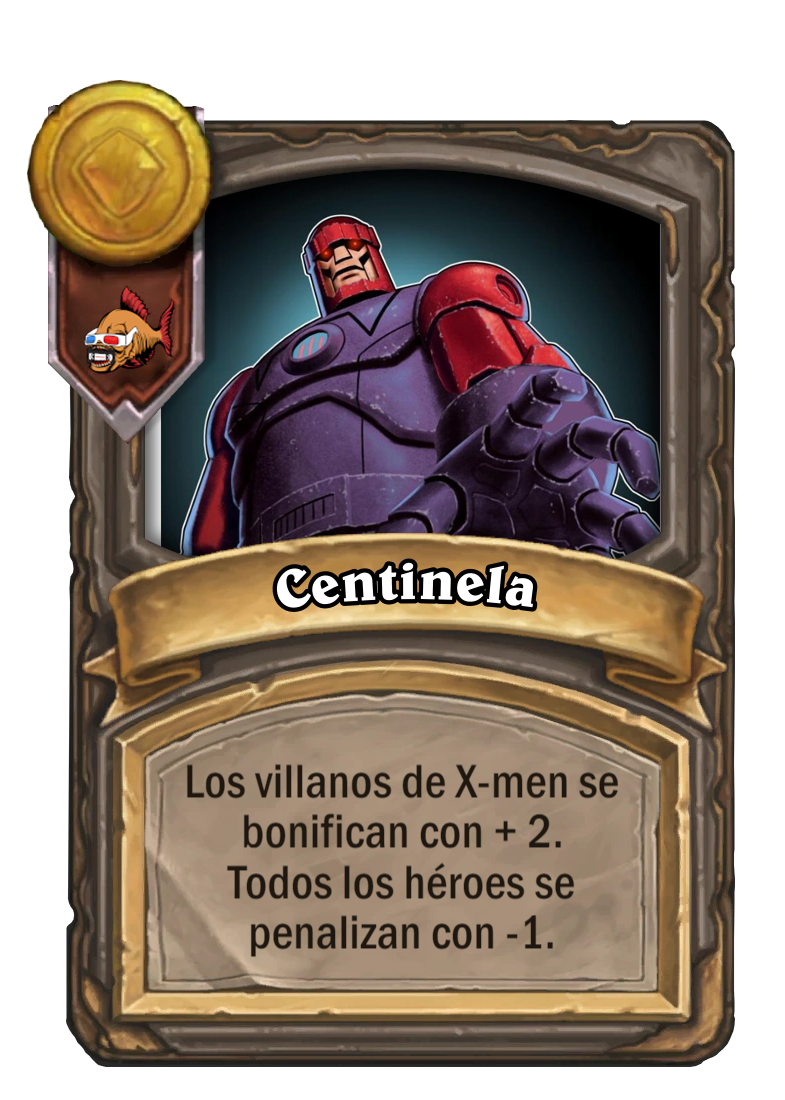 Centinela
Los villanos de X-men se
bonifican con + 2.
Todos los héroes se
penalizan con -1.